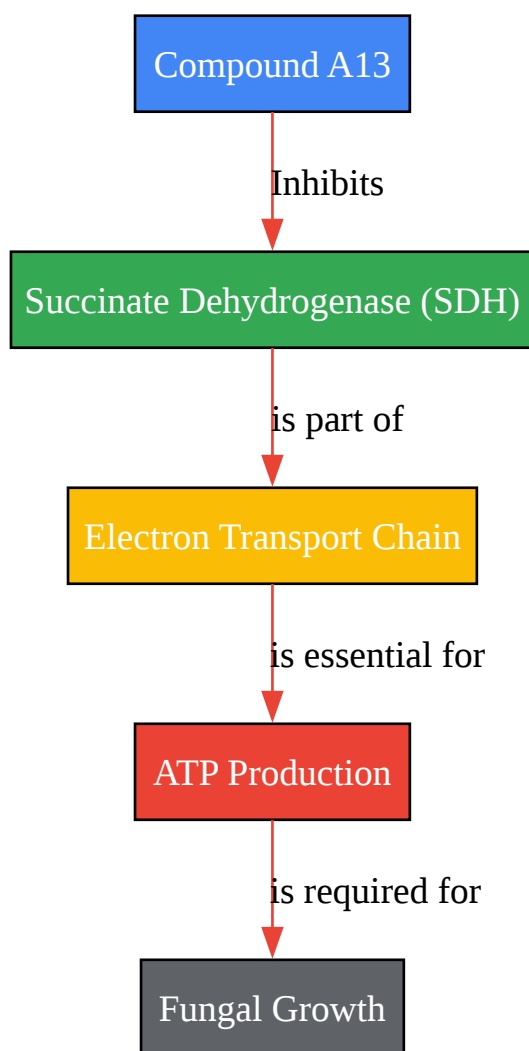 Compound A13
Inhibits
Succinate Dehydrogenase (SDH)
is part of
Electron Transport Chain
is essential for
ATP Production
is required for
Fungal Growth